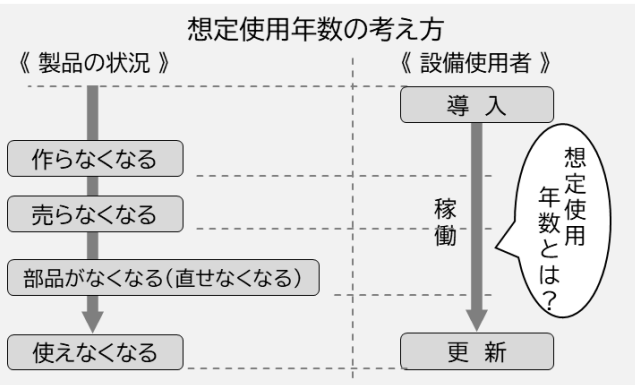 想定使用年数の考え方
《 製品の状況 》
《 設備使用者 》
導 入
作らなくなる
売らなくなる
部品がなくなる（直せなくなる）
使えなくなる
稼働
想定使用
年数とは？
更 新